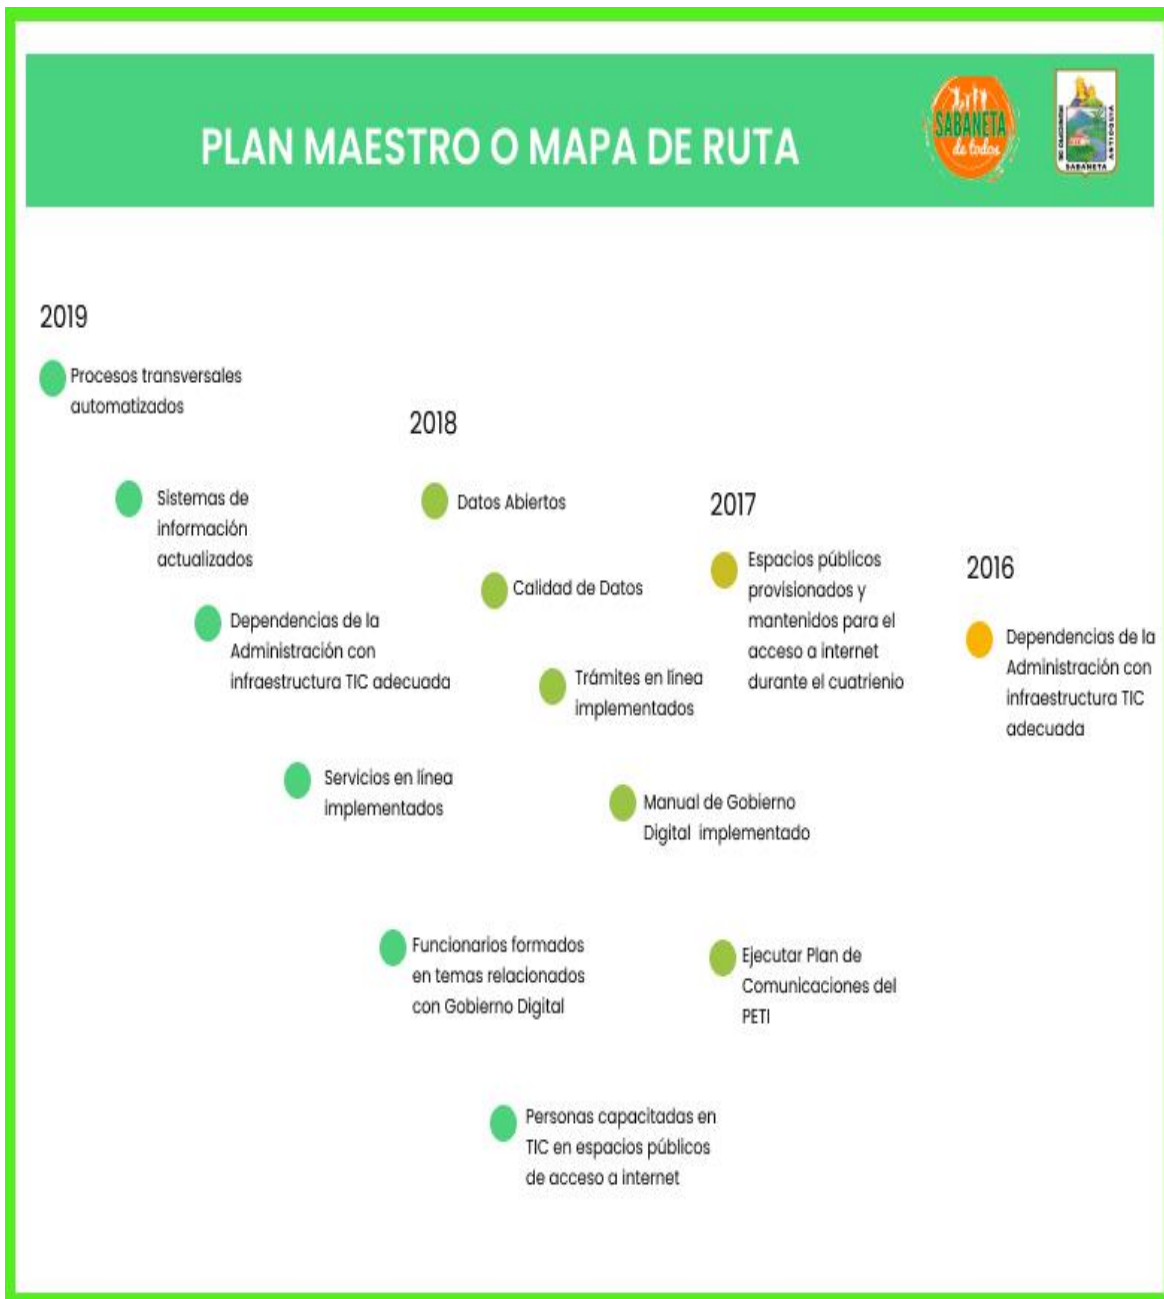 PLAN MAESTRO O MAPA DE RUTA
SABANETA
de todos
MUNICIPIO DE
ANTIOQUIA
SABANETA
2019
Procesos transversales
automatizados
Sistemas de
información
actualizados
Dependencias de la
Administración con
infraestructura TIC adecuada
Servicios en línea
implementados
Funcionarios formados
en temas relacionados
con Gobierno Digital
Personas capacitadas en
TIC en espacios públicos
de acceso a internet
2018
Datos Abiertos
Calidad de Datos
Trámites en línea
implementados
Manual de Gobierno
Digital implementado
Ejecutar Plan de
Comunicaciones del
PETI
2017
Espacios públicos
provisionados y
mantenidos para el
acceso a internet
durante el cuatrienio
2016
Dependencias de la
Administración con
infraestructura TIC
adecuada